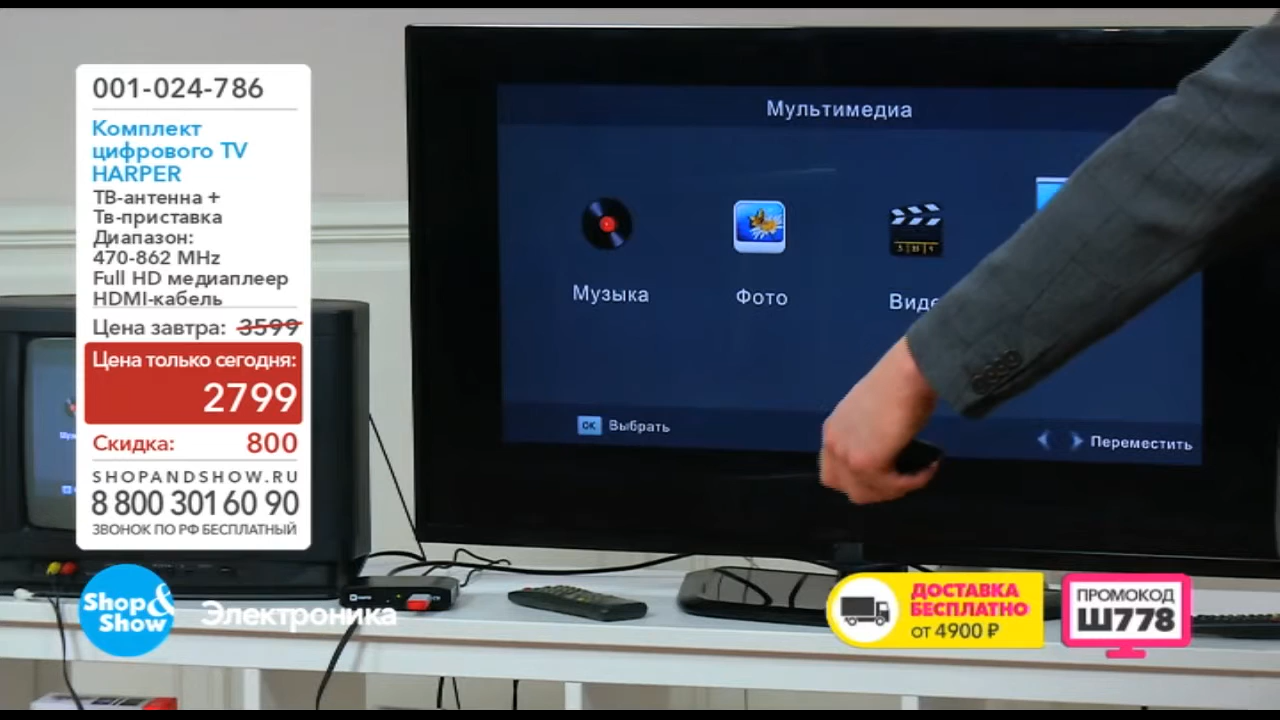 001-024-786
Комплект
цифрового TV
HARPER
ТВ-антенна +
Тв-приставка
Диапазон:
470-862 MHz
Full HD медиаплеер
HDMI-кабель
Цена завтра: 3599
Цена только сегодня:
2799
Скидка: 800
SHOPANDSHOW.RU
8 800 301 60 90
ЗВОНОК ПО РФ БЕСПЛАТНЫЙ
Мультимедиа
Музыка
Фото
Виде
OK Выбрать
Переместить
Shop&
Show
Электроника
ДОСТАВКА
БЕСПЛАТНО
от 4900 ₽
ПРОМОКОД
Ш778